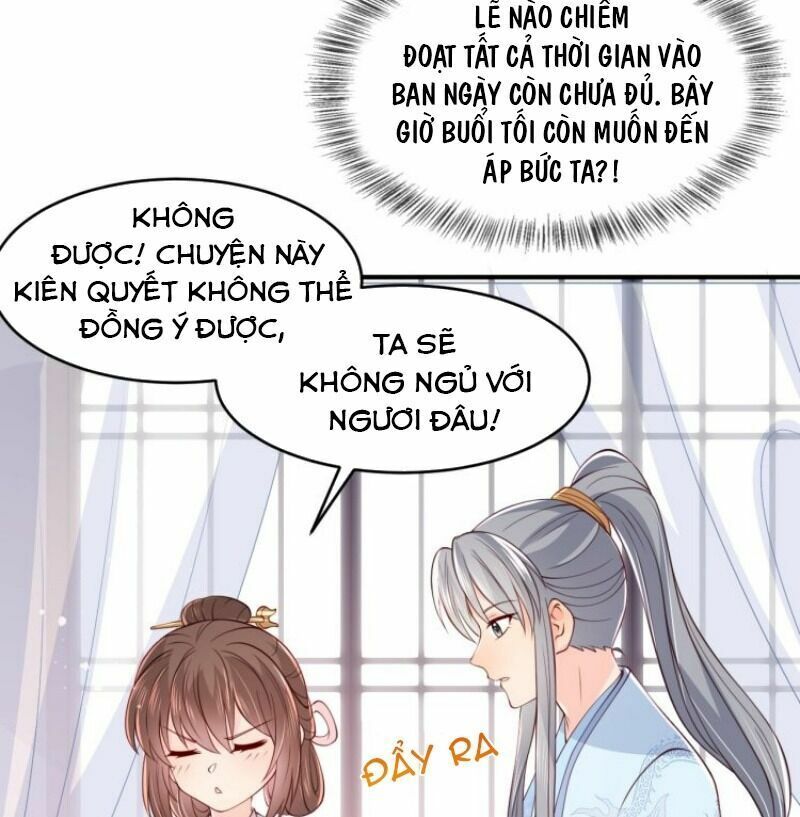 LẼ NÀO CHIẾM
ĐOẠT TẤT CẢ THỜI GIAN VÀO
BAN NGÀY CÒN CHƯA ĐỦ. BÂY
GIỜ BUỔI TỐI CÒN MUỐN ĐẾN
ÁP BỨC TA?!
KHÔNG
ĐƯỢC! CHUYỆN NÀY
KIÊN QUYẾT KHÔNG THỂ
ĐỒNG Ý ĐƯỢC,
TA SẼ
KHÔNG NGỦ VỚI
NGƯƠI ĐÂU!
ĐẨY RA